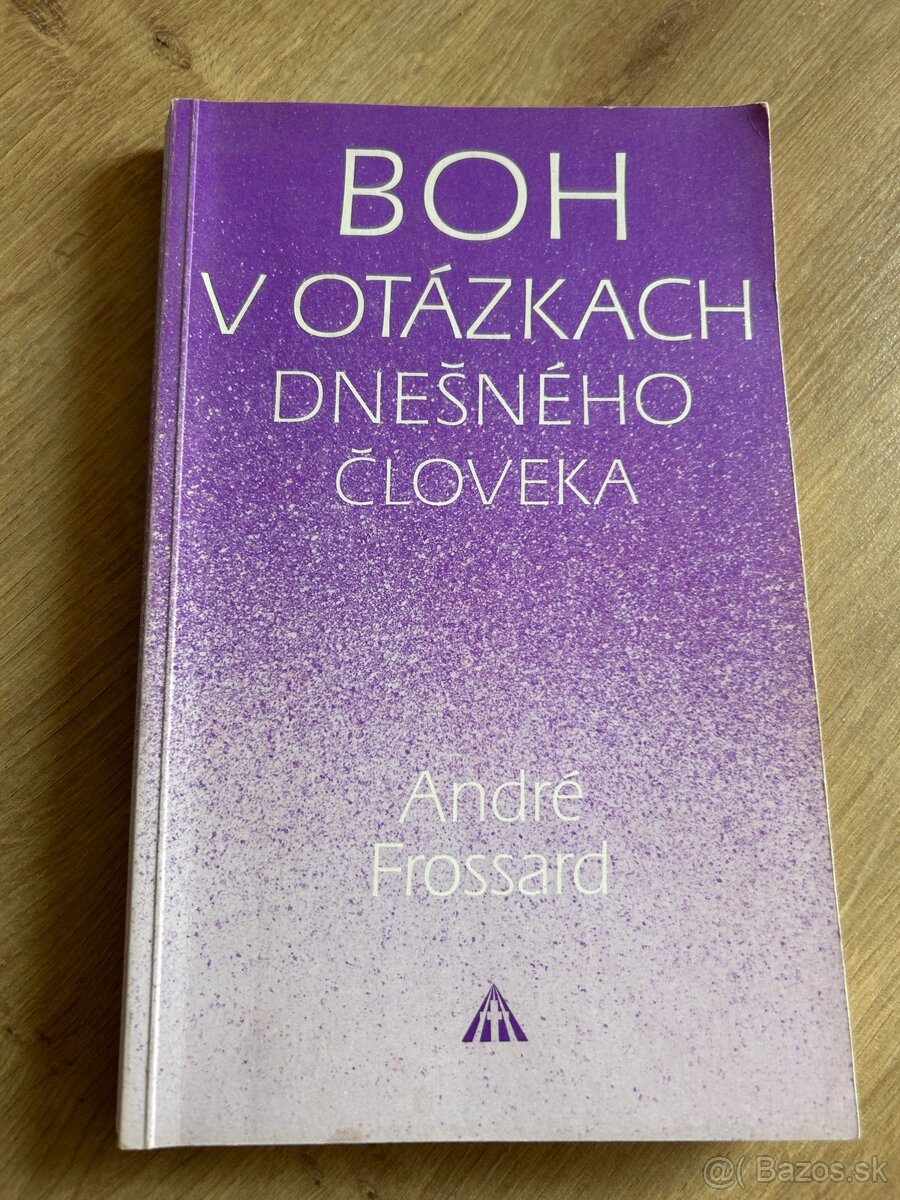 BOH
V OTÁZKACH
DNEŠNÉHO
ČLOVEKA
André
Frossard
@( Bazos.sk